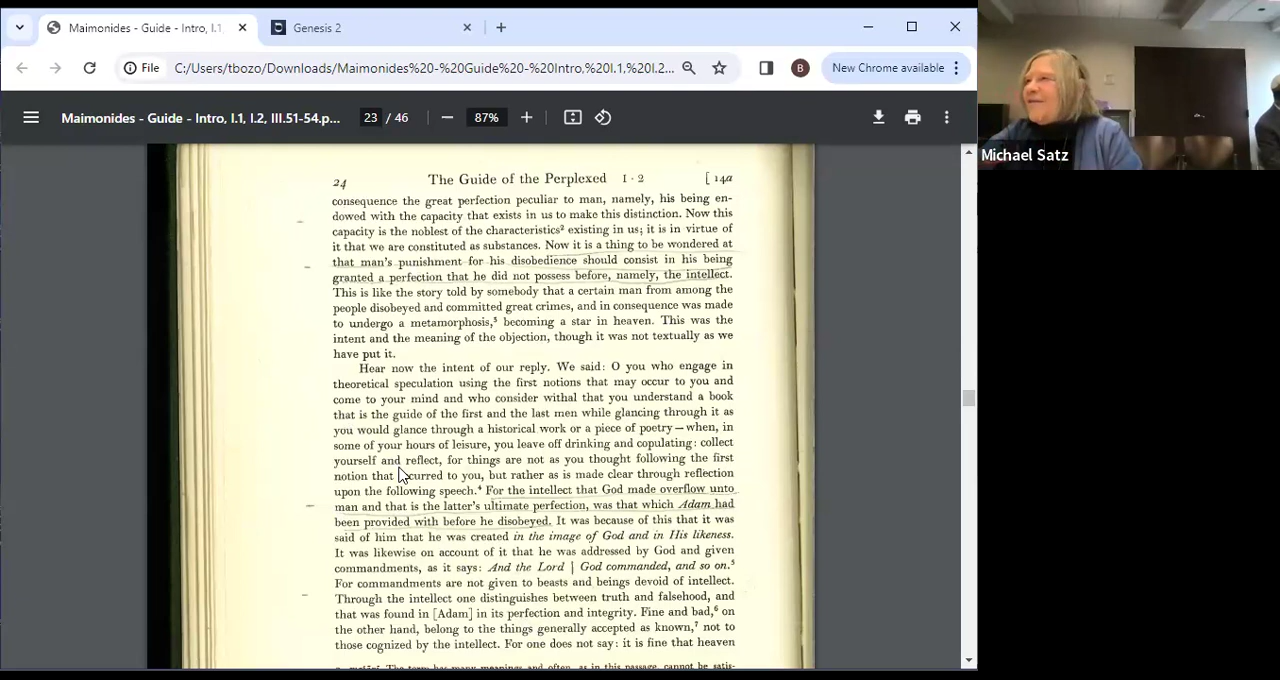 Maimonides - Guide - Intro, I.1,
Genesis 2
File
C:/Users/tbozo/Downloads/Maimonides%20-%20Guide%20-%20Intro,%20I.1,%20I.2...
B
New Chrome available
Maimonides - Guide - Intro, I.1, I.2, III.51-54.p...
23 / 46
87%
Michael Satz
24 The Guide of the Perplexed I · 2 [ 14a
consequence the great perfection peculiar to man, namely, his being en-
dowed with the capacity that exists in us to make this distinction. Now this
capacity is the noblest of the characteristics² existing in us; it is in virtue of
it that we are constituted as substances. Now it is a thing to be wondered at
that man's punishment for his disobedience should consist in his being
granted a perfection that he did not possess before, namely, the intellect.
This is like the story told by somebody that a certain man from among the
people disobeyed and committed great crimes, and in consequence was made
to undergo a metamorphosis,³ becoming a star in heaven. This was the
intent and the meaning of the objection, though it was not textually as we
have put it.
Hear now the intent of our reply. We said: O you who engage in
theoretical speculation using the first notions that may occur to you and
come to your mind and who consider withal that you understand a book
that is the guide of the first and the last men while glancing through it as
you would glance through a historical work or a piece of poetry—when, in
some of your hours of leisure, you leave off drinking and copulating: collect
yourself and reflect, for things are not as you thought following the first
notion that occurred to you, but rather as is made clear through reflection
upon the following speech.⁴ For the intellect that God made overflow unto
man and that is the latter's ultimate perfection, was that which Adam had
been provided with before he disobeyed. It was because of this that it was
said of him that he was created in the image of God and in His likeness.
It was likewise on account of it that he was addressed by God and given
commandments, as it says: And the Lord | God commanded, and so on.⁵
For commandments are not given to beasts and beings devoid of intellect.
Through the intellect one distinguishes between truth and falsehood, and
that was found in [Adam] in its perfection and integrity. Fine and bad,⁶ on
the other hand, belong to the things generally accepted as known,⁷ not to
those cognized by the intellect. For one does not say: it is fine that heaven
The term has many meanings and often, as in this passage, cannot be satis-